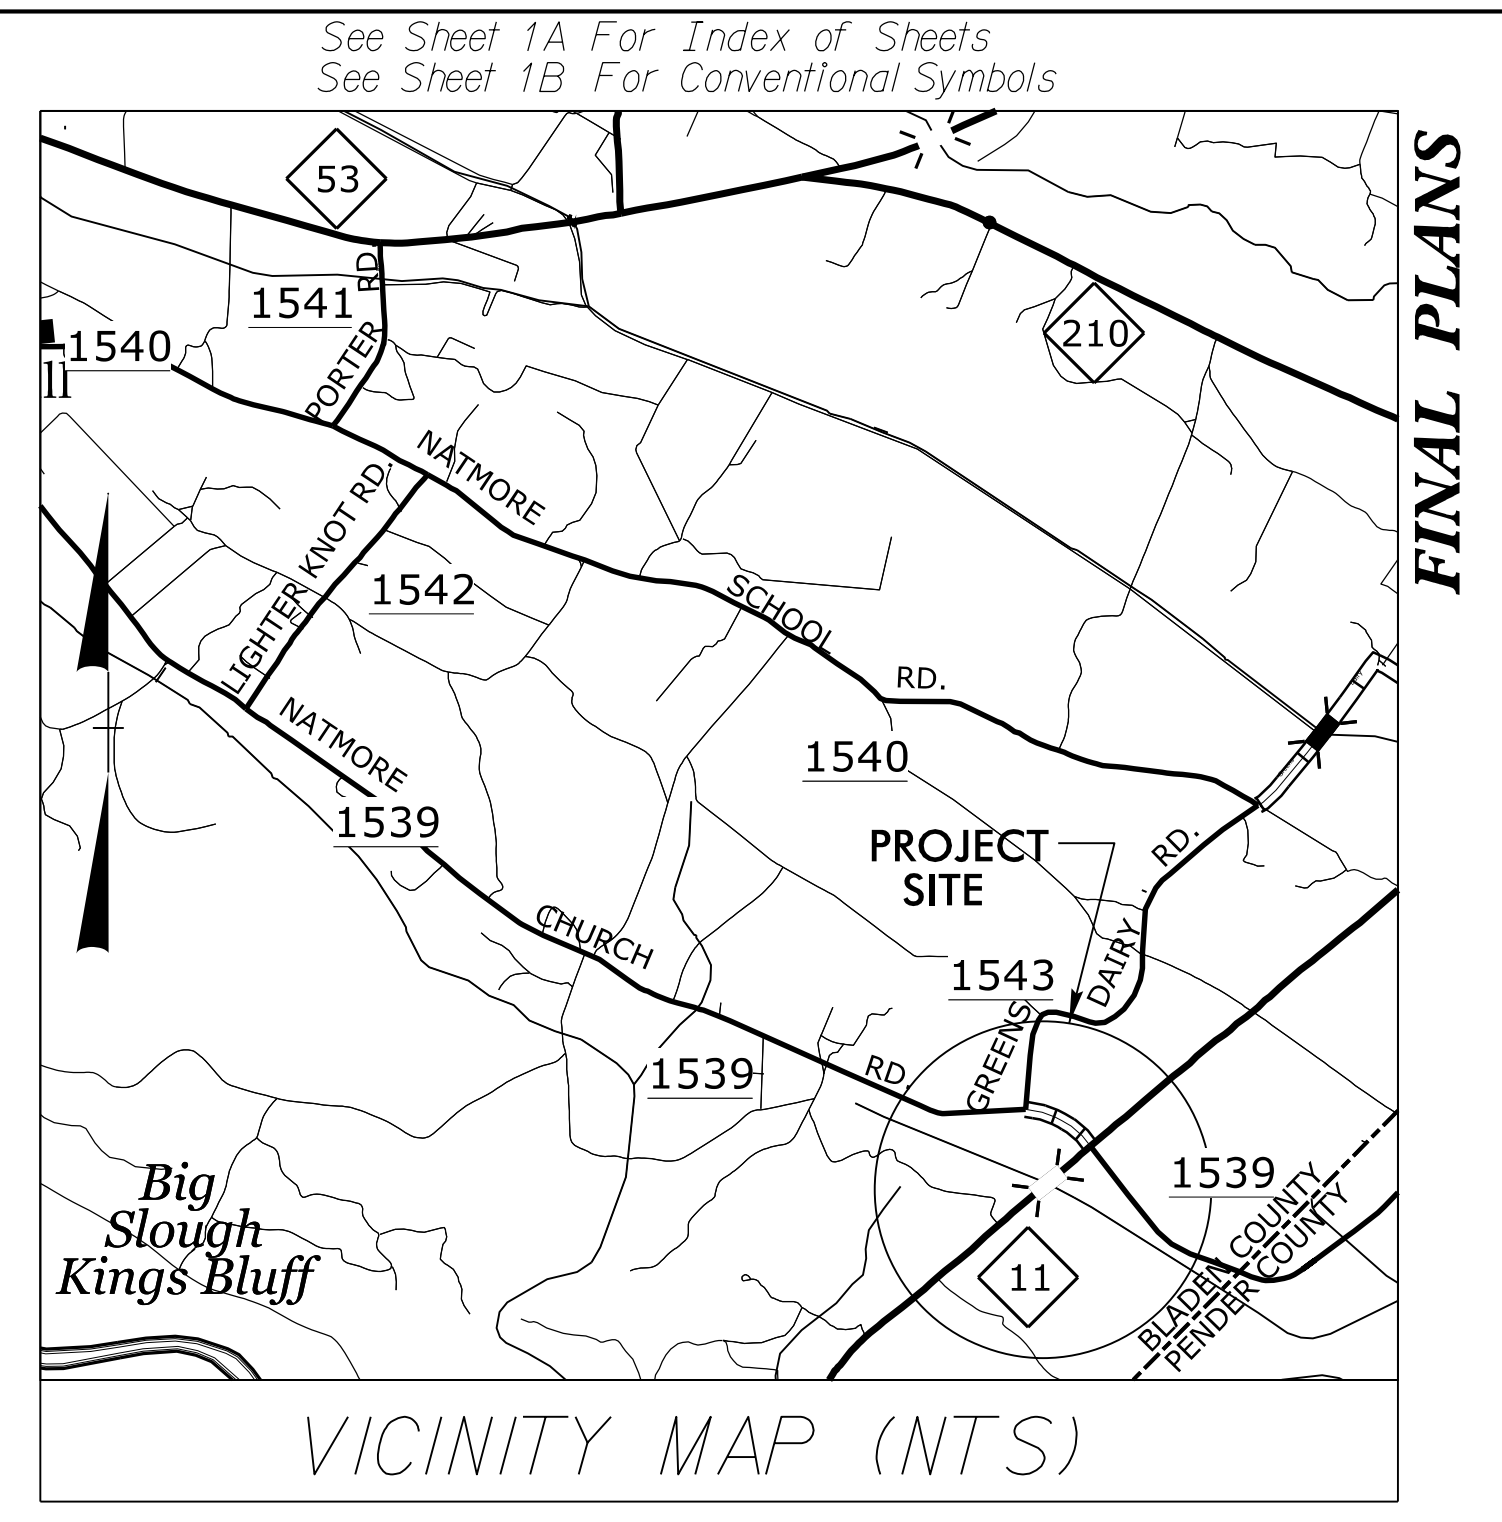 See Sheet 1A For Index of Sheets
See Sheet 1B For Conventional Symbols
FINAL PLANS
53
RD.
1541
1540
ll
PORTER
210
NATMORE
LIGHTER KNOT RD.
1542
SCHOOL
RD.
NATMORE
1540
1539
PROJECT
SITE
RD.
CHURCH
DAIRY
1543
GREENS
1539
RD.
1539
Big
Slough
Kings Bluff
11
BLADEN COUNTY
PENDER COUNTY
VICINITY MAP (NTS)